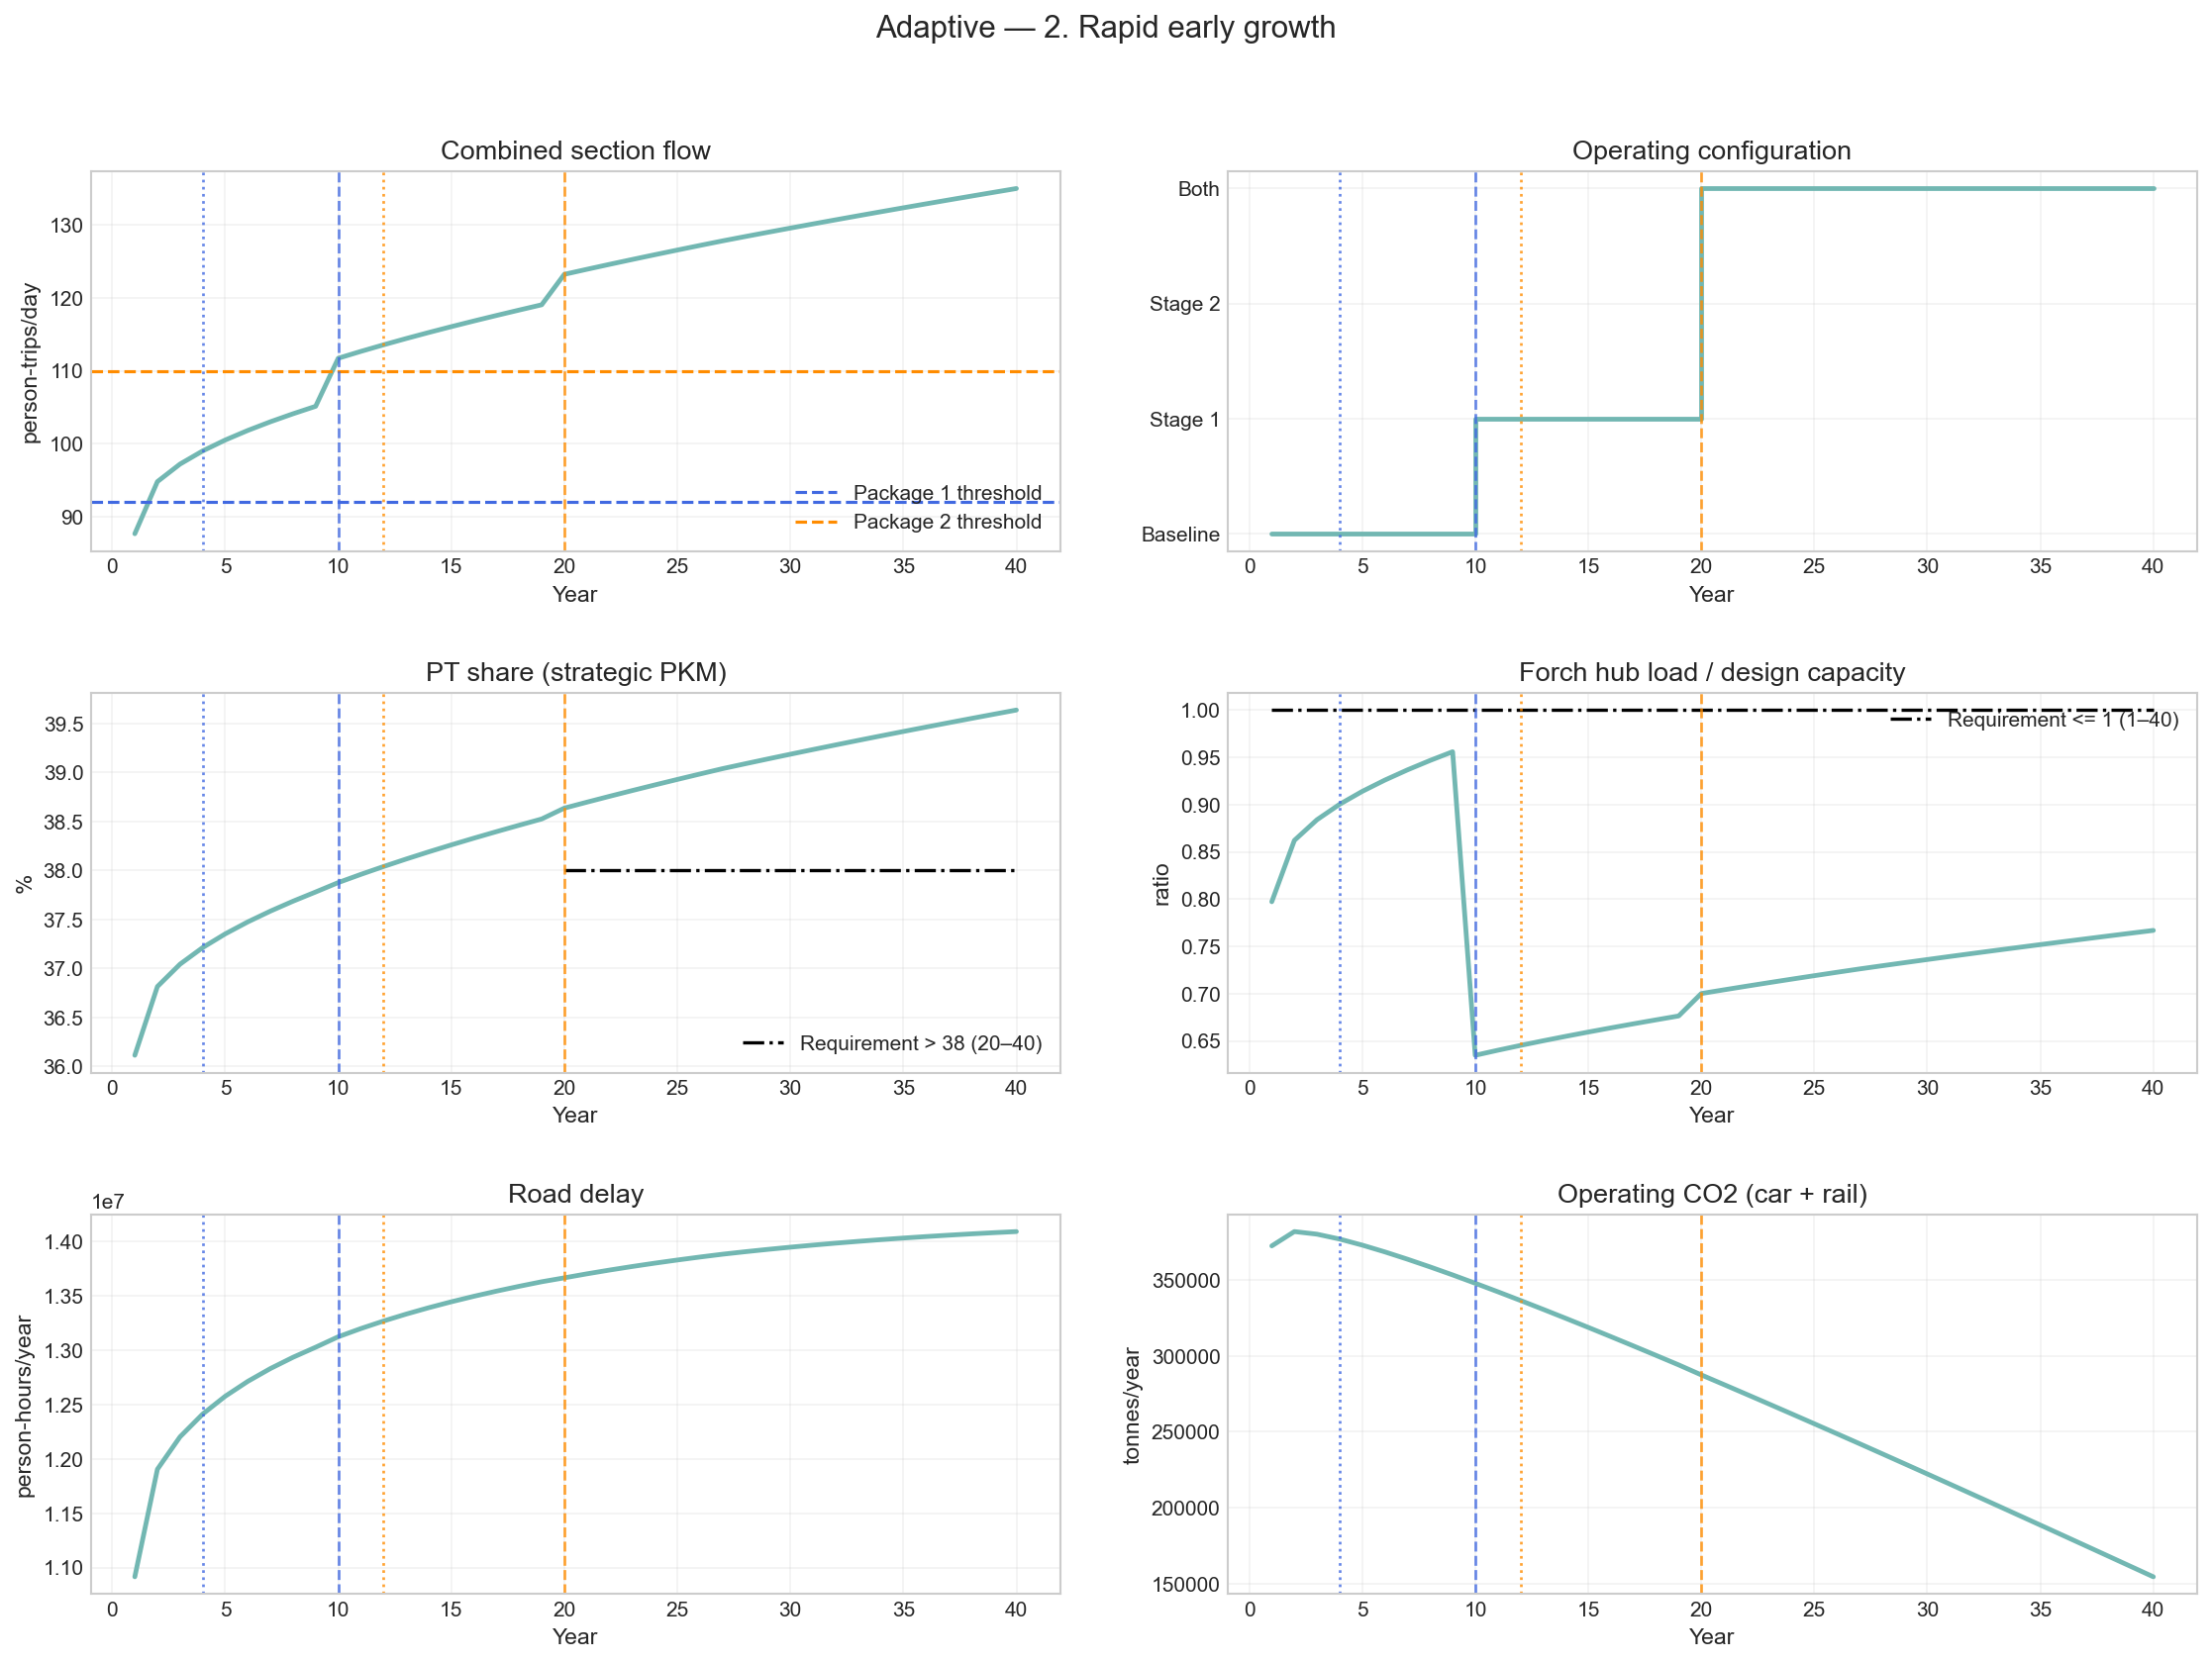 Adaptive — 2. Rapid early growth
Combined section flow
person-trips/day
130
120
110
100
90
Package 1 threshold
Package 2 threshold
0 5 10 15 20 25 30 35 40
Year
Operating configuration
Both
Stage 2
Stage 1
Baseline
0 5 10 15 20 25 30 35 40
Year
PT share (strategic PKM)
%
39.5
39.0
38.5
38.0
37.5
37.0
36.5
36.0
Requirement > 38 (20–40)
0 5 10 15 20 25 30 35 40
Year
Forch hub load / design capacity
ratio
1.00
0.95
0.90
0.85
0.80
0.75
0.70
0.65
Requirement <= 1 (1–40)
0 5 10 15 20 25 30 35 40
Year
Road delay
1e7
person-hours/year
1.40
1.35
1.30
1.25
1.20
1.15
1.10
0 5 10 15 20 25 30 35 40
Year
Operating CO2 (car + rail)
tonnes/year
350000
300000
250000
200000
150000
0 5 10 15 20 25 30 35 40
Year